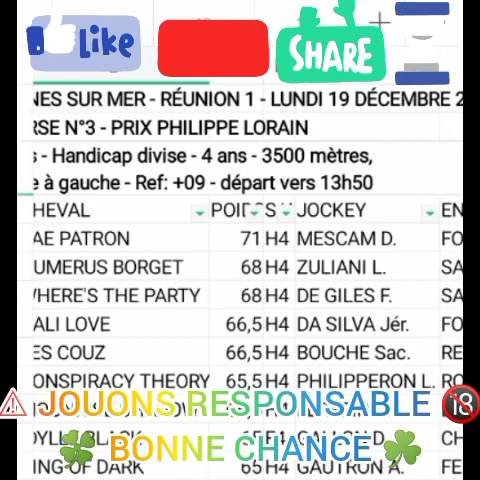 Like
SHARE
NES SUR MER - RÉUNION 1 - LUNDI 19 DÉCEMBRE 2
RSE N°3 - PRIX PHILIPPE LORAIN
s - Handicap divise - 4 ans - 3500 mètres,
e à gauche - Ref: +09 - départ vers 13h50
HEVAL POIDS JOCKEY EN
AE PATRON 71 H4 MESCAM D. FO
UMERUS BORGET 68 H4 ZULIANI L. SA
HERE'S THE PARTY 68 H4 DE GILES F. SA
ALI LOVE 66,5 H4 DA SILVA Jér. FO
ES COUZ 66,5 H4 BOUCHE Sac. RE
ONSPIRACY THEORY 65,5 H4 PHILIPPERON L. RO
⚠ JOUONS RESPONSABLE 🔞
🍀 BONNE CHANCE ☘
ING OF DARK 65 H4 GAUTRON A. FE